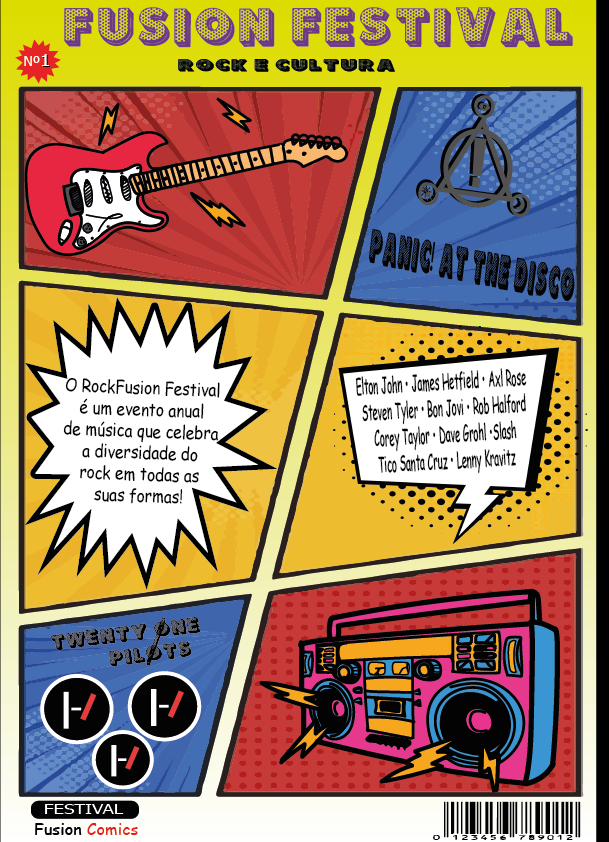 FUSION FESTIVAL
Nº1
ROCK E CULTURA
PANIC! AT THE DISCO
O RockFusion Festival
é um evento anual
de música que celebra
a diversidade do
rock em todas as
suas formas!
Elton John • James Hetfield • Axl Rose
Steven Tyler • Bon Jovi • Rob Halford
Corey Taylor • Dave Grohl •Slash
Tico Santa Cruz • Lenny Kravitz
TWENTY ØNE
PILØTS
FESTIVAL
Fusion Comics
0 123456 789012